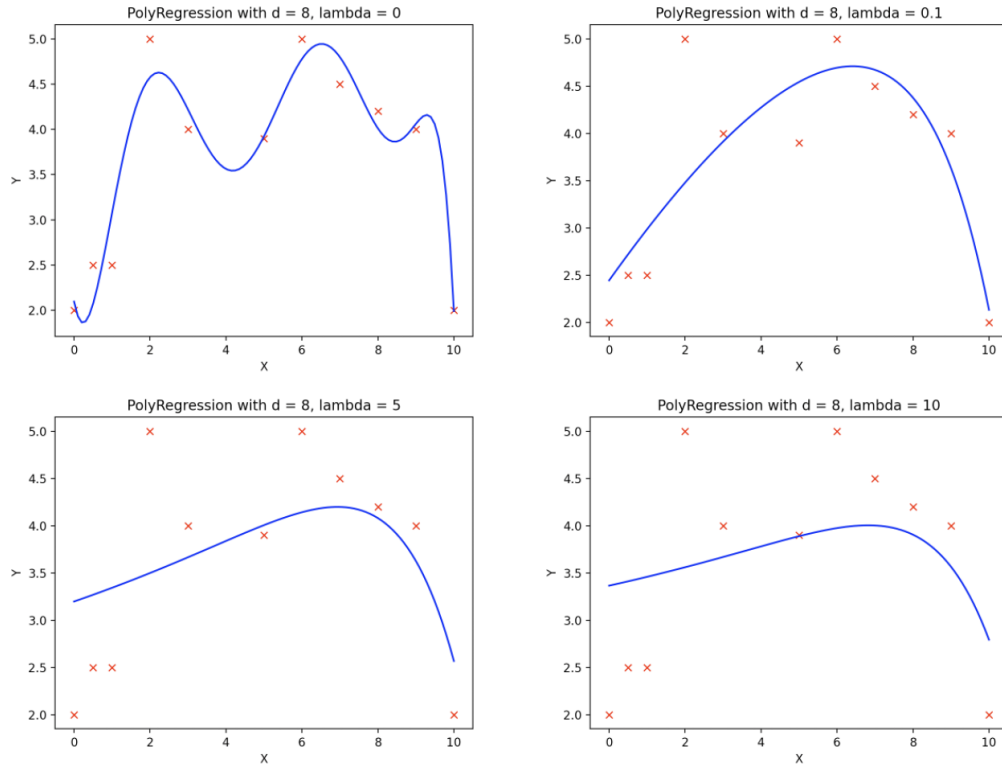 PolyRegression with d = 8, lambda = 0
5.0
4.5
4.0
3.5
3.0
2.5
2.0
Y
0 2 4 6 8 10
X
PolyRegression with d = 8, lambda = 0.1
5.0
4.5
4.0
3.5
3.0
2.5
2.0
Y
0 2 4 6 8 10
X
PolyRegression with d = 8, lambda = 5
5.0
4.5
4.0
3.5
3.0
2.5
2.0
Y
0 2 4 6 8 10
X
PolyRegression with d = 8, lambda = 10
5.0
4.5
4.0
3.5
3.0
2.5
2.0
Y
0 2 4 6 8 10
X